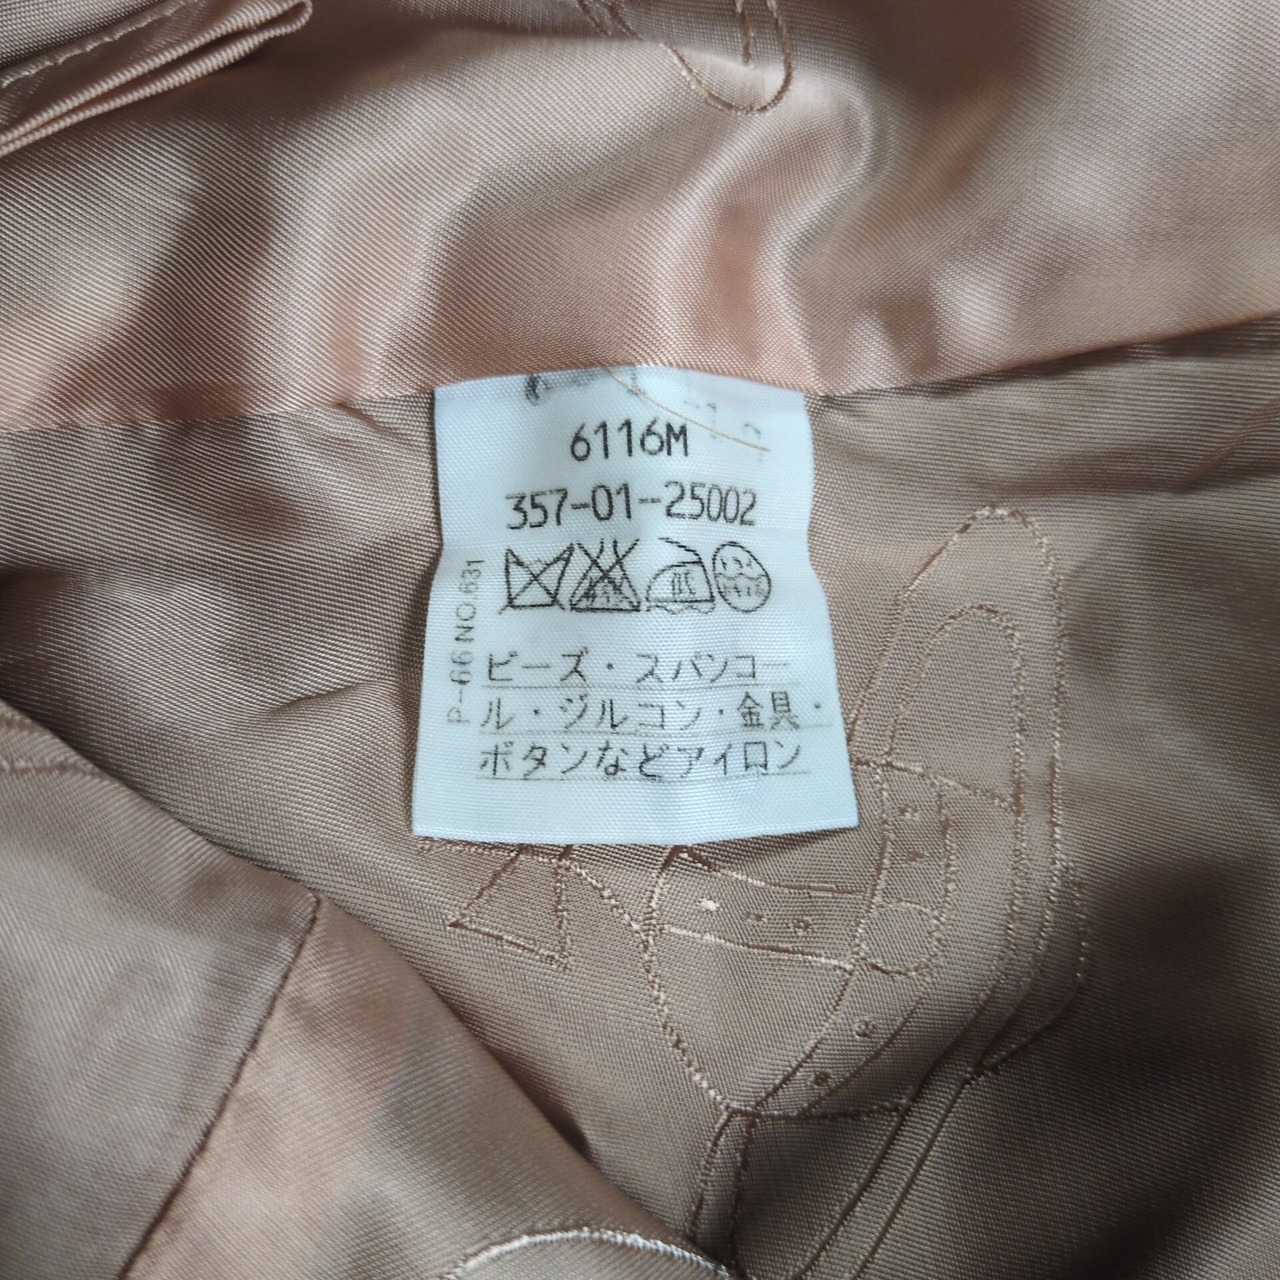 6116M
357-01-25002
低
P-66 NO.631
ビーズ・スパンコー
ル・ジルコン・金具・
ボタンなどアイロン